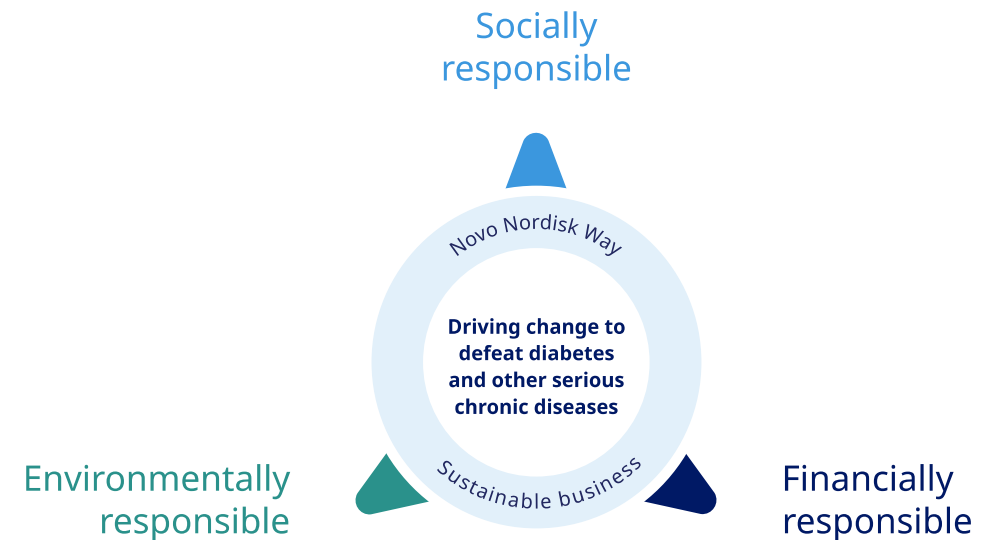 Socially
responsible
Novo Nordisk Way
Driving change to
defeat diabetes
and other serious
chronic diseases
Sustainable business
Environmentally
responsible
Financially
responsible